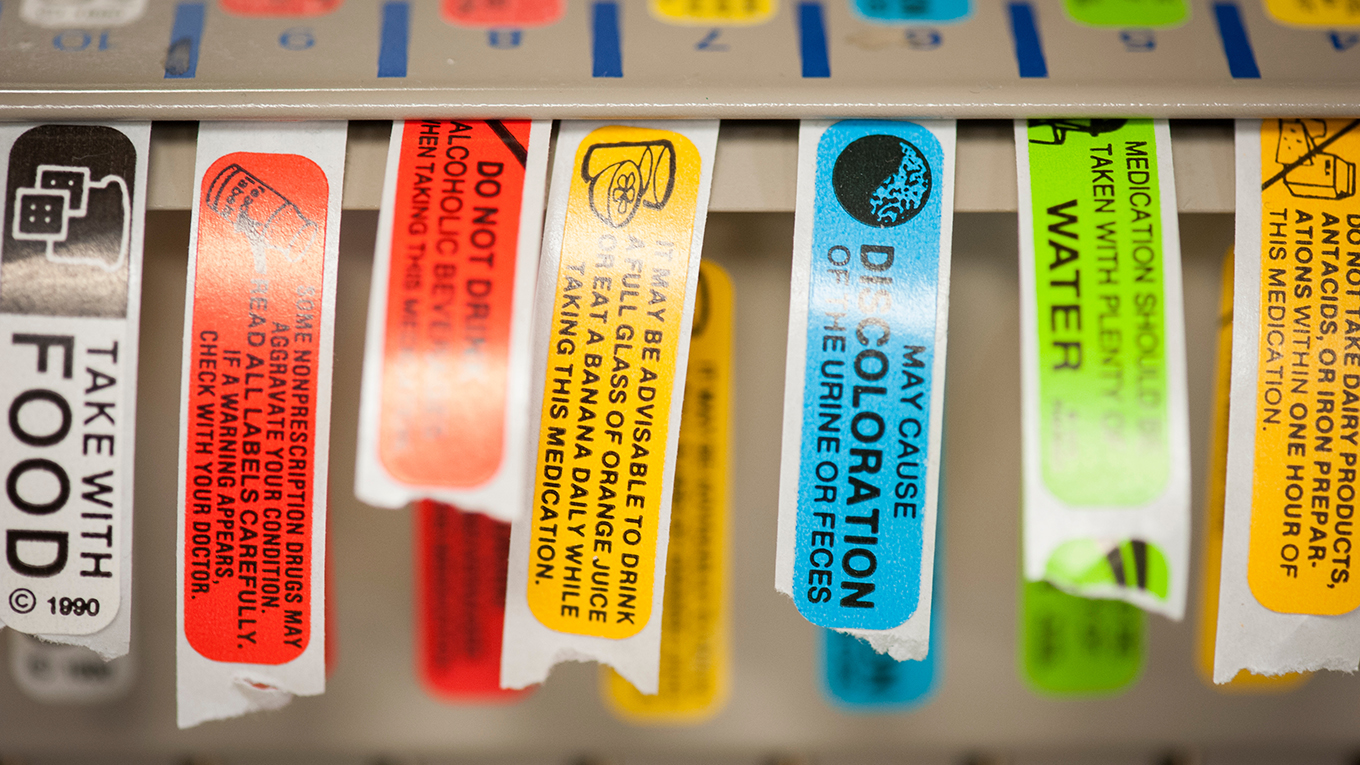 10
9
8
7
6
5
4
TAKE WITH
FOOD
© 1990
SOME NONPRESCRIPTION DRUGS MAY
AGGRAVATE YOUR CONDITION.
READ ALL LABELS CAREFULLY.
IF A WARNING APPEARS,
CHECK WITH YOUR DOCTOR.
DO NOT DRINK
ALCOHOLIC
WHEN TAKING THIS
IT MAY BE ADVISABLE TO DRINK
A FULL GLASS OF ORANGE JUICE
OR EAT A BANANA DAILY WHILE
TAKING THIS MEDICATION.
MAY CAUSE
DISCOLORATION
OF THE URINE OR FECES
MEDICATION SHOULD BE
TAKEN WITH PLENTY OF
WATER
DO NOT TAKE DAIRY PRODUCTS,
ANTACIDS, OR IRON PREPAR-
ATIONS WITHIN ONE HOUR OF
THIS MEDICATION.